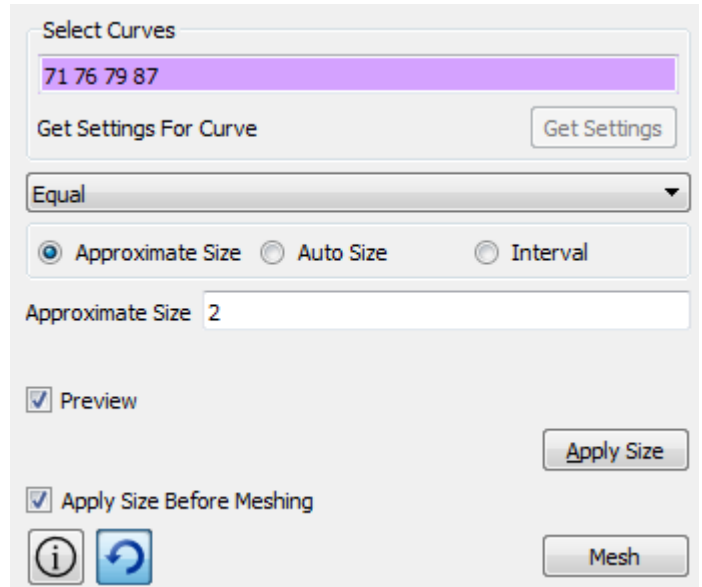 Select Curves
71 76 79 87
Get Settings For Curve Get Settings
Equal
Approximate Size Auto Size Interval
Approximate Size 2
Preview
Apply Size
Apply Size Before Meshing
Mesh